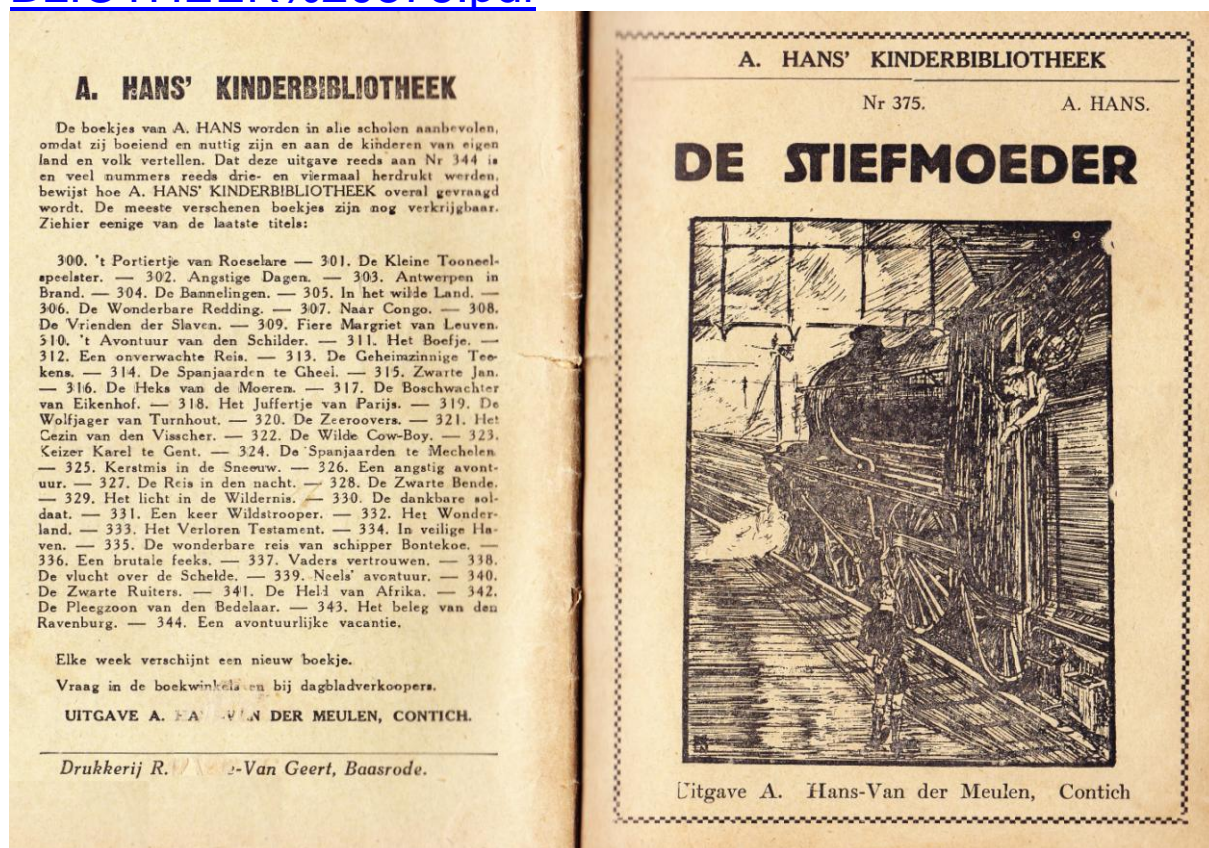 A. HANS' KINDERBIBLIOTHEEK
De boekjes van A. HANS worden in alle scholen aanbevolen,
omdat zij boeiend en nuttig zijn en aan de kinderen van eigen
land en volk vertellen. Dat deze uitgave reeds aan Nr 344 is
en veel nummers reeds drie- en viermaal herdrukt werden,
bewijst hoe A. HANS' KINDERBIBLIOTHEEK overal gevraagd
wordt. De meeste verschenen boekjes zijn nog verkrijgbaar.
Ziehier eenige van de laatste titels:
300. 't Portiertje van Roeselare — 301. De Kleine Tooneel-
speelster. — 302. Angstige Dagen. — 303. Antwerpen in
Brand. — 304. De Bannelingen. — 305. In het wilde Land. —
306. De Wonderbare Redding. — 307. Naar Congo. — 308.
De Vrienden der Slaven. — 309. Fiere Margriet van Leuven.
310. 't Avontuur van den Schilder. — 311. Het Boefje. —
312. Een onverwachte Reis. — 313. De Geheimzinnige Tee-
kens. — 314. De Spanjaarden te Gheel. — 315. Zwarte Jan.
— 316. De Heks van de Moeren. — 317. De Boschwachter
van Eikenhof. — 318. Het Juffertje van Parijs. — 319. De
Wolfjager van Turnhout. — 320. De Zeeroovers. — 321. Het
Gezin van den Visscher. — 322. De Wilde Cow-Boy. — 323.
Keizer Karel te Gent. — 324. De Spanjaarden te Mechelen
— 325. Kerstmis in de Sneeuw. — 326. Een angstig avont-
uur. — 327. De Reis in den nacht. — 328. De Zwarte Bende.
— 329. Het licht in de Wildernis. — 330. De dankbare sol-
daat. — 331. Een keer Wildstrooper. — 332. Het Wonder-
land. — 333. Het Verloren Testament. — 334. In veilige Ha-
ven. — 335. De wonderbare reis van schipper Bontekoe. —
336. Een brutale feeks. — 337. Vaders vertrouwen. — 338.
De vlucht over de Schelde. — 339. Neels' avontuur. — 340.
De Zwarte Ruiters. — 341. De Held van Afrika. — 342.
De Pleegzoon van den Bedelaar. — 343. Het beleg van den
Ravenburg. — 344. Een avontuurlijke vacantie.
Elke week verschijnt een nieuw boekje.
Vraag in de boekwinkels en bij dagbladverkoopers.
UITGAVE A. VAN DER MEULEN, CONTICH.
Drukkerij R. -Van Geert, Baasrode.
A. HANS' KINDERBIBLIOTHEEK
Nr 375. A. HANS.
DE STIEFMOEDER
Uitgave A. Hans-Van der Meulen, Contich